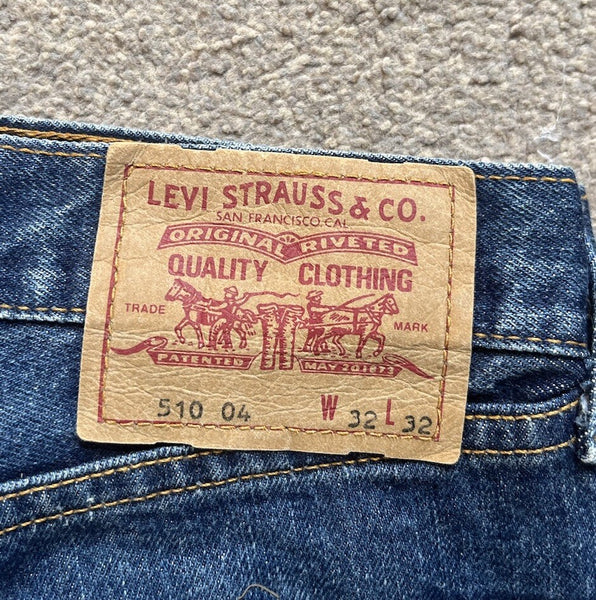 LEVI STRAUSS & CO.
SAN FRANCISCO, CAL
ORIGINAL RIVETED
QUALITY CLOTHING
TRADE MARK
PATENTED MAY 20 1873
510 04 W 32 L 32